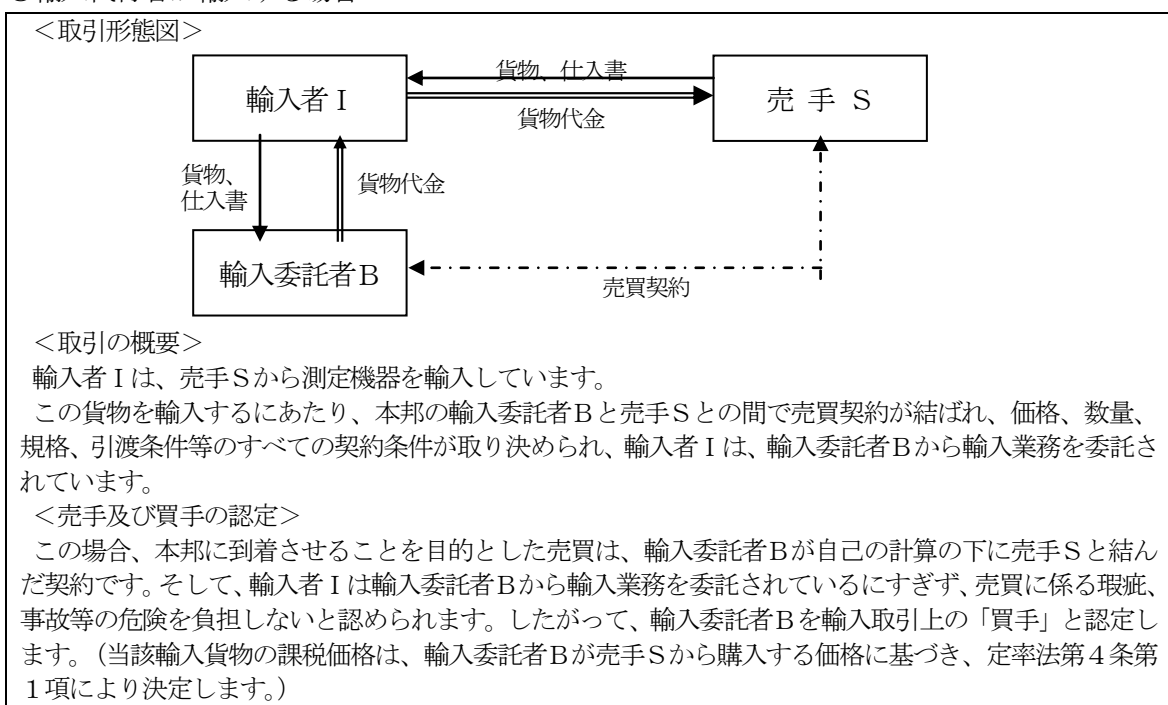 ＜取引形態図＞
貨物、仕入書
輸入者Ｉ
売 手 Ｓ
貨物代金
貨物、
仕入書
貨物代金
輸入委託者Ｂ
売買契約
＜取引の概要＞
輸入者Ｉは、売手Ｓから測定機器を輸入しています。
この貨物を輸入するにあたり、本邦の輸入委託者Ｂと売手Ｓとの間で売買契約が結ばれ、価格、数量、
規格、引渡条件等のすべての契約条件が取り決められ、輸入者Ｉは、輸入委託者Ｂから輸入業務を委託さ
れています。
＜売手及び買手の認定＞
この場合、本邦に到着させることを目的とした売買は、輸入委託者Ｂが自己の計算の下に売手Ｓと結ん
だ契約です。そして、輸入者Ｉは輸入委託者Ｂから輸入業務を委託されているにすぎず、売買に係る瑕疵、
事故等の危険を負担しないと認められます。したがって、輸入委託者Ｂを輸入取引上の「買手」と認定し
ます。（当該輸入貨物の課税価格は、輸入委託者Ｂが売手Ｓから購入する価格に基づき、定率法第４条第
１項により決定します。）